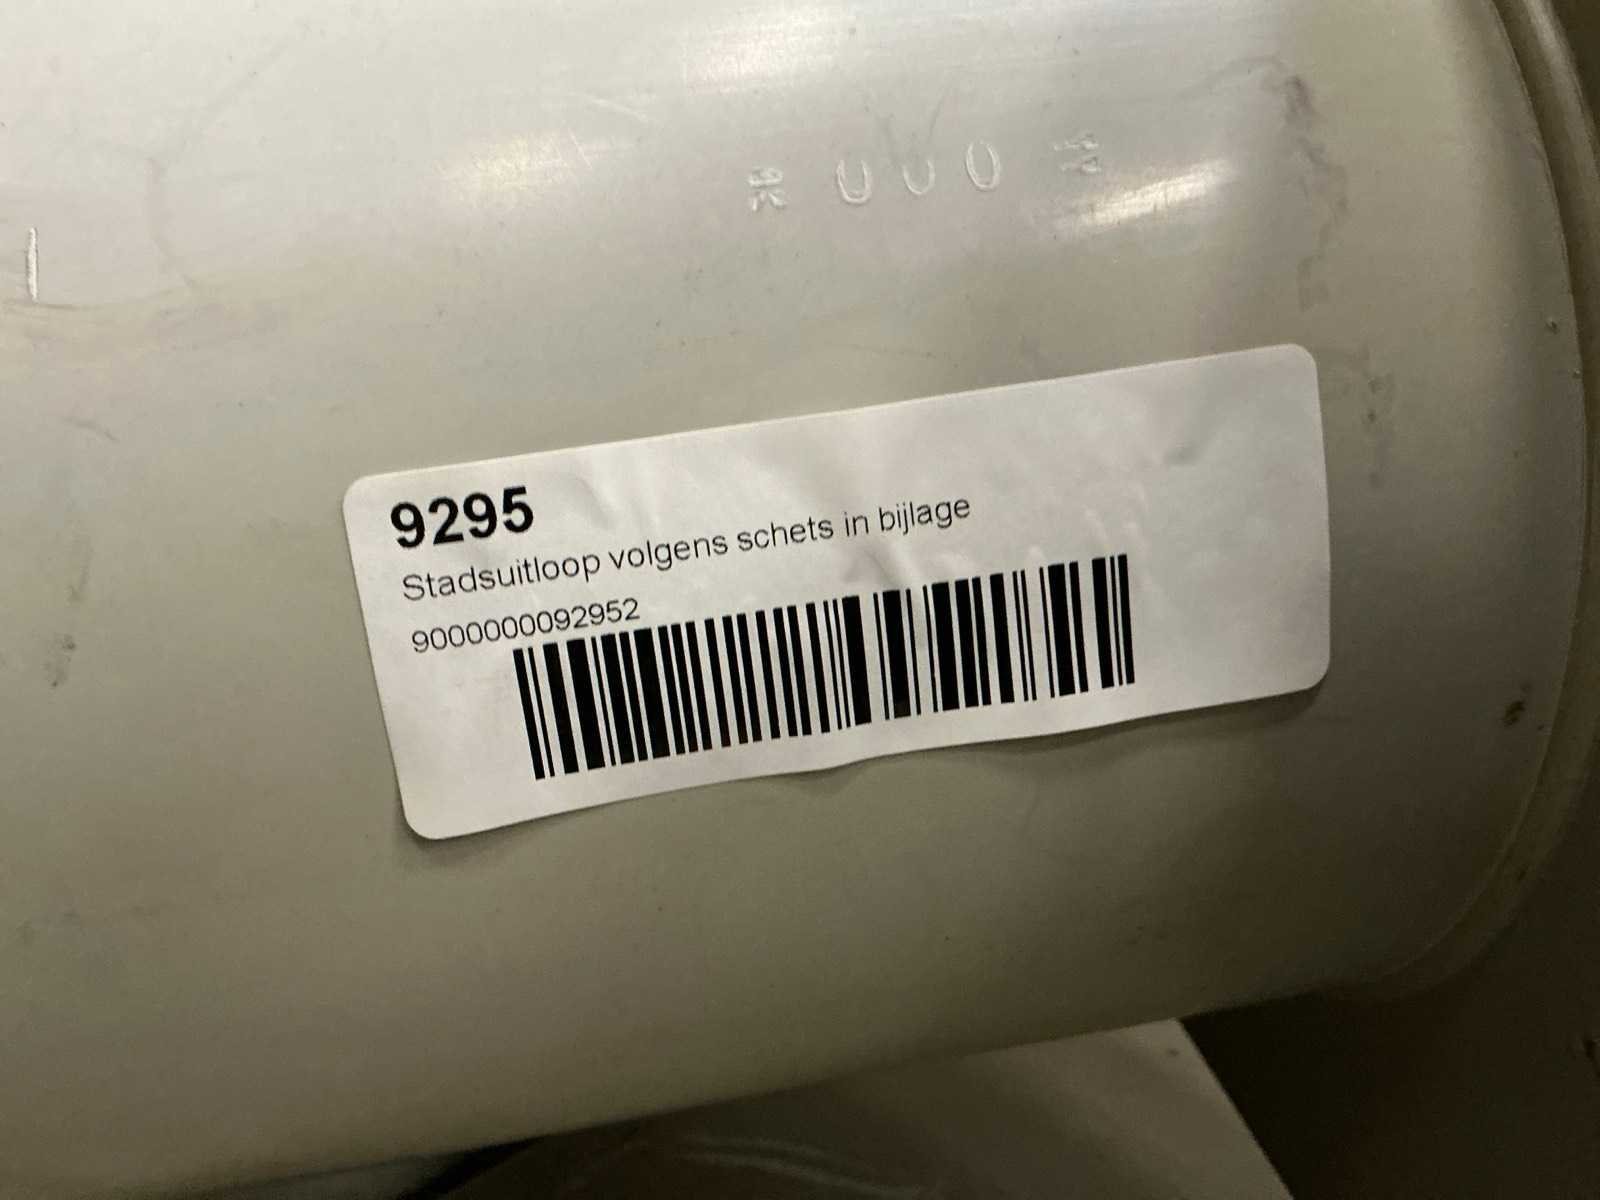 9295
Stadsuitloop volgens schets in bijlage
9000000092952